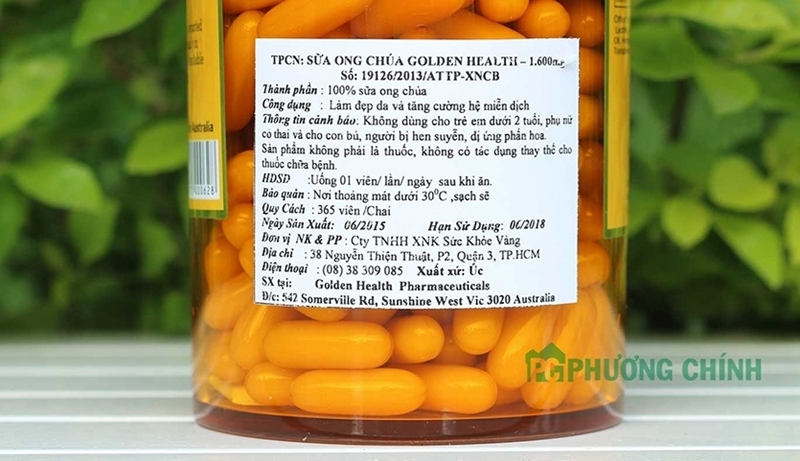 TPCN: SỮA ONG CHÚA GOLDEN HEALTH – 1.600mg
Số: 19126/2013/ATTP-XNCB
Thành phần : 100% sữa ong chúa
Công dụng : Làm đẹp da và tăng cường hệ miễn dịch
Thông tin cảnh báo: Không dùng cho trẻ em dưới 2 tuổi, phụ nữ
có thai và cho con bú, người bị hen suyễn, dị ứng phấn hoa.
Sản phẩm không phải là thuốc, không có tác dụng thay thế cho
thuốc chữa bệnh.
HDSD :Uống 01 viên/ lần/ ngày sau khi ăn.
Bảo quản : Nơi thoáng mát dưới 30⁰C ,sạch sẽ
Quy Cách : 365 viên /Chai
Ngày Sản Xuất: 06/2015 Hạn Sử Dụng: 06/2018
Đơn vị NK & PP : Cty TNHH XNK Sức Khỏe Vàng
Địa chỉ : 38 Nguyễn Thiện Thuật, P2, Quận 3, TP.HCM
Điện thoại : (08) 38 309 085 Xuất xứ: Úc
SX tại: Golden Health Pharmaceuticals
Đ/c: 542 Somerville Rd, Sunshine West Vic 3020 Australia
Australia
PG PHƯƠNG CHÍNH